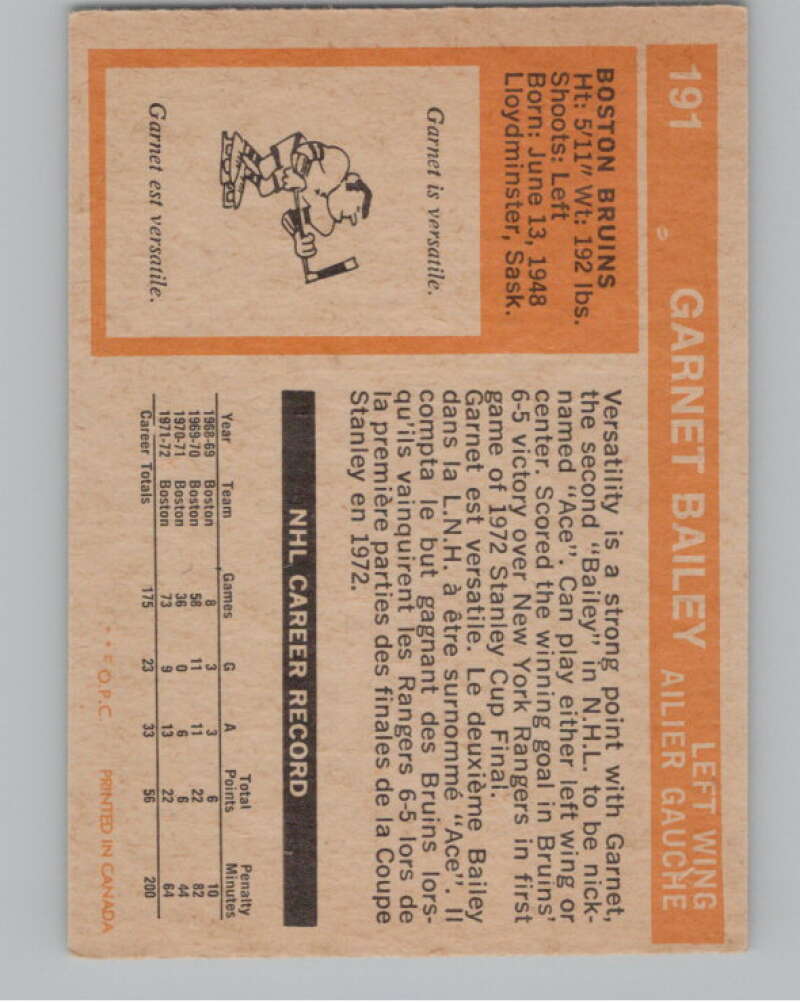 191 GARNET BAILEY LEFT WING
AILIER GAUCHE
BOSTON BRUINS
Ht: 5/11" Wt: 192 lbs.
Shoots: Left
Born: June 13, 1948
Lloydminster, Sask.
Garnet is versatile.
Garnet est versatile.
Versatility is a strong point with Garnet,
the second "Bailey" in N.H.L. to be nick-
named "Ace". Can play either left wing or
center. Scored the winning goal in Bruins'
6-5 victory over New York Rangers in first
game of 1972 Stanley Cup Final.
Garnet est versatile. Le deuxième Bailey
dans la L.N.H. à être surnommé "Ace". Il
compta le but gagnant des Bruins lors-
qu'ils vainquirent les Rangers 6-5 lors de
la première parties des finales de la Coupe
Stanley en 1972.
NHL CAREER RECORD
Year Team Games G A Total Points Penalty Minutes
1968-69 Boston 8 3 3 6 10
1969-70 Boston 58 11 11 22 82
1970-71 Boston 36 0 6 6 44
1971-72 Boston 73 9 13 22 64
Career Totals 175 23 33 56 200
O.P.C. PRINTED IN CANADA